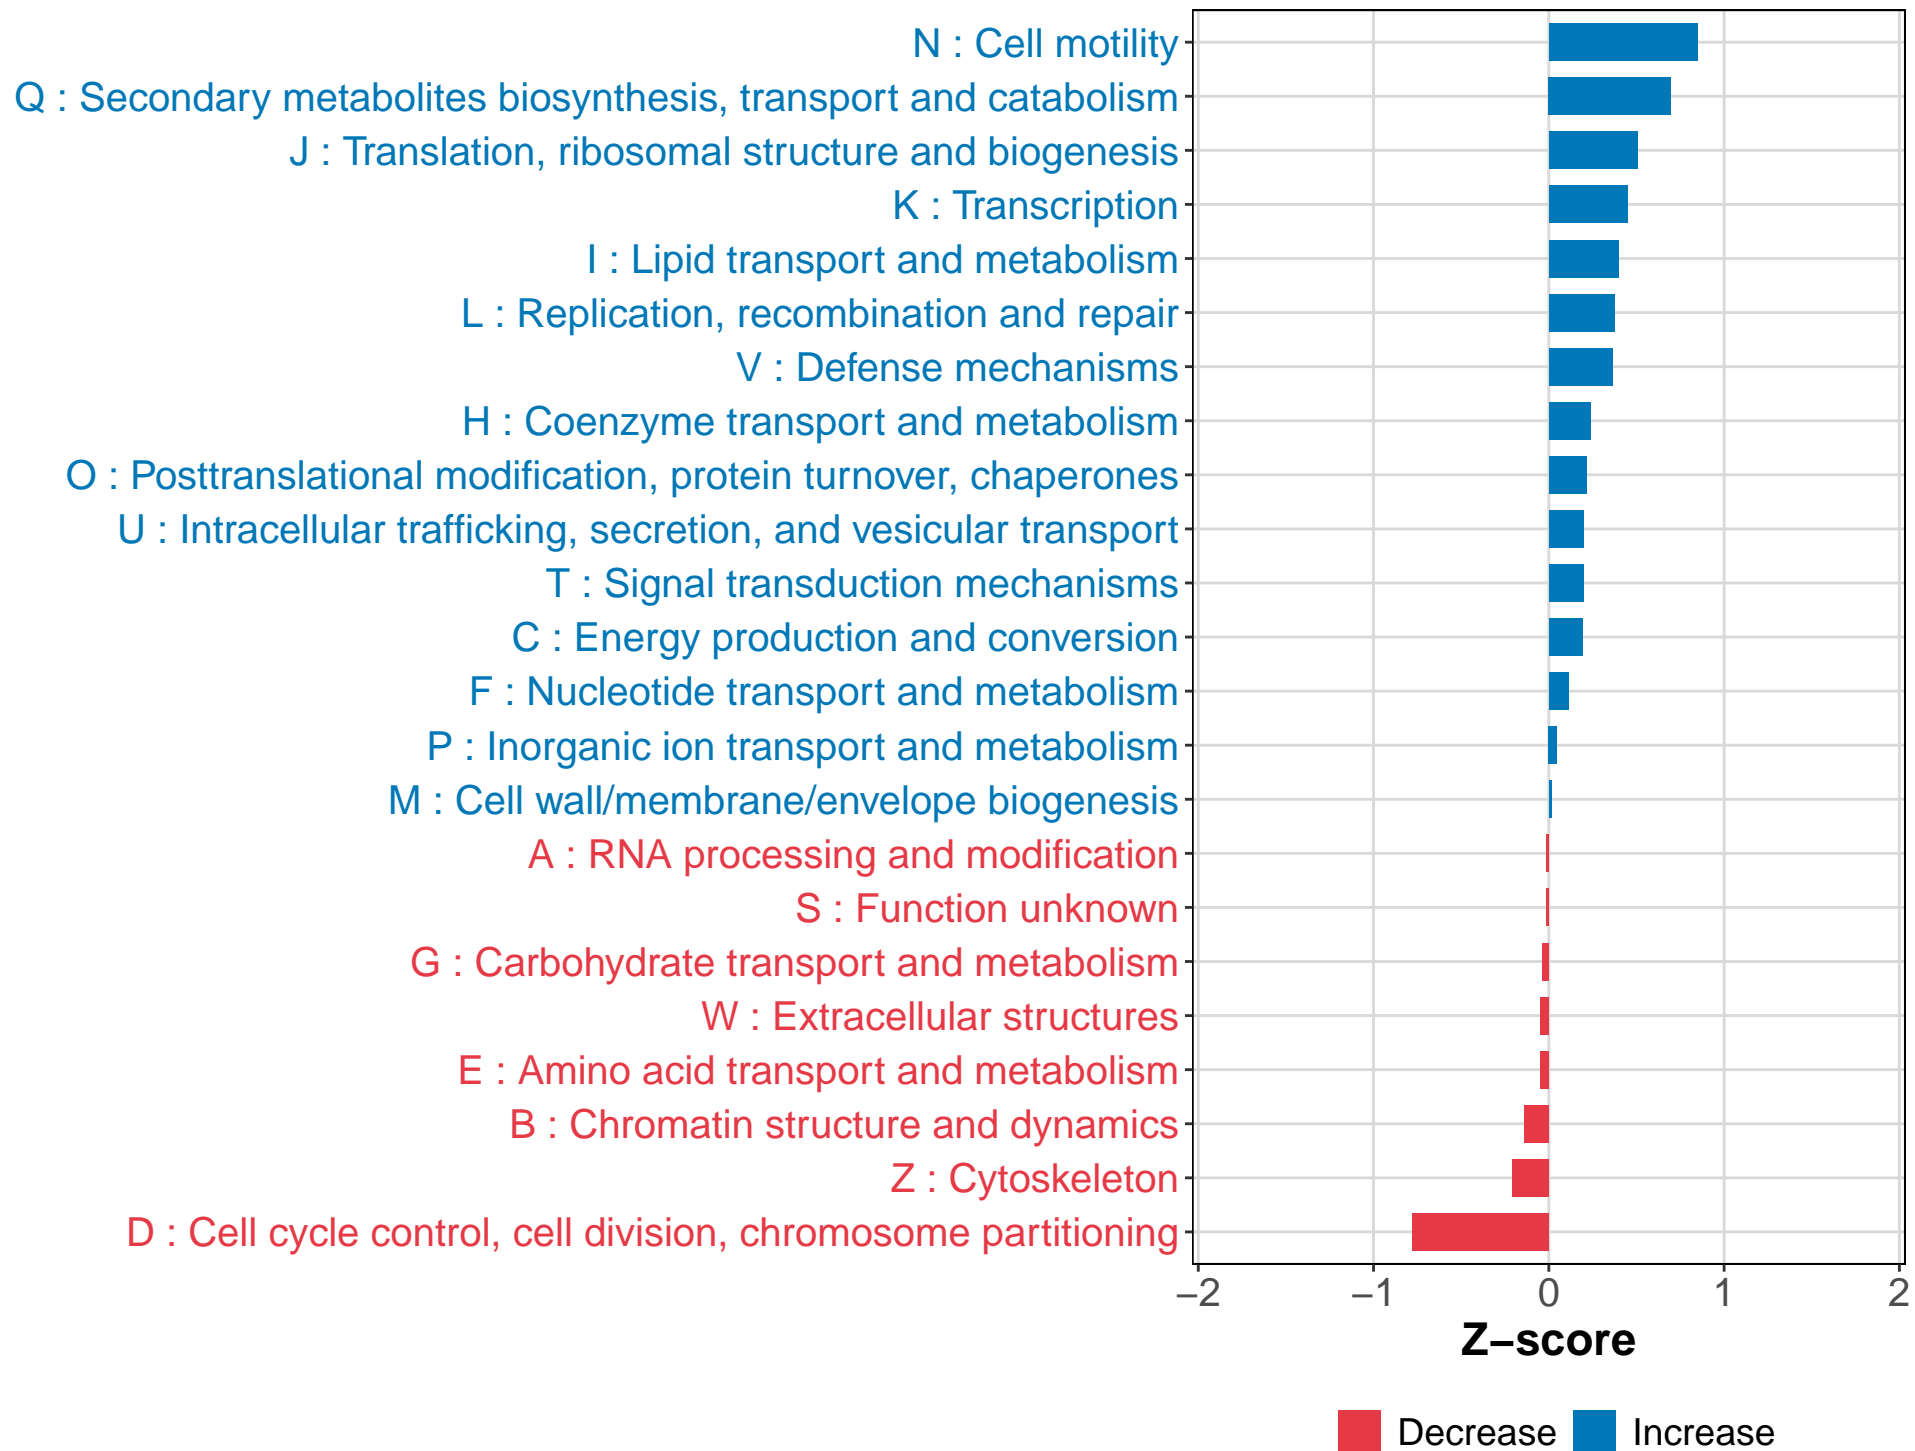 N : Cell motility
Q : Secondary metabolites biosynthesis, transport and catabolism
J : Translation, ribosomal structure and biogenesis
K : Transcription
I : Lipid transport and metabolism
L : Replication, recombination and repair
V : Defense mechanisms
H : Coenzyme transport and metabolism
O : Posttranslational modification, protein turnover, chaperones
U : Intracellular trafficking, secretion, and vesicular transport
T : Signal transduction mechanisms
C : Energy production and conversion
F : Nucleotide transport and metabolism
P : Inorganic ion transport and metabolism
M : Cell wall/membrane/envelope biogenesis
A : RNA processing and modification
S : Function unknown
G : Carbohydrate transport and metabolism
W : Extracellular structures
E : Amino acid transport and metabolism
B : Chromatin structure and dynamics
Z : Cytoskeleton
D : Cell cycle control, cell division, chromosome partitioning
−2 −1 0 1 2
Z−score
Decrease Increase